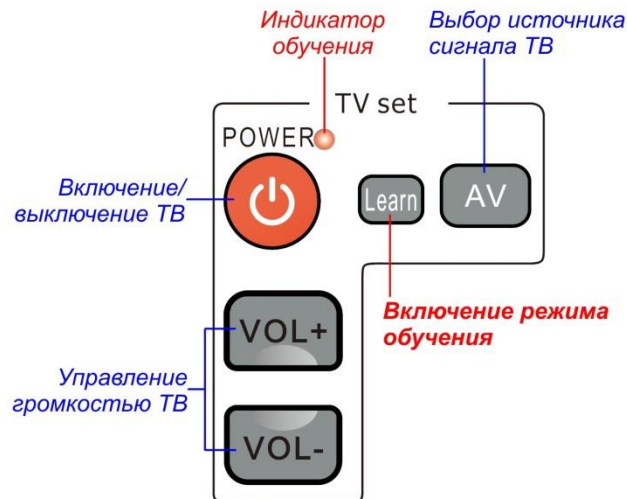 Индикатор
обучения
Выбор источника
сигнала ТВ
TV set
POWER
Включение/
выключение ТВ
Learn
AV
Включение режима
обучения
VOL+
Управление
громкостью ТВ
VOL-